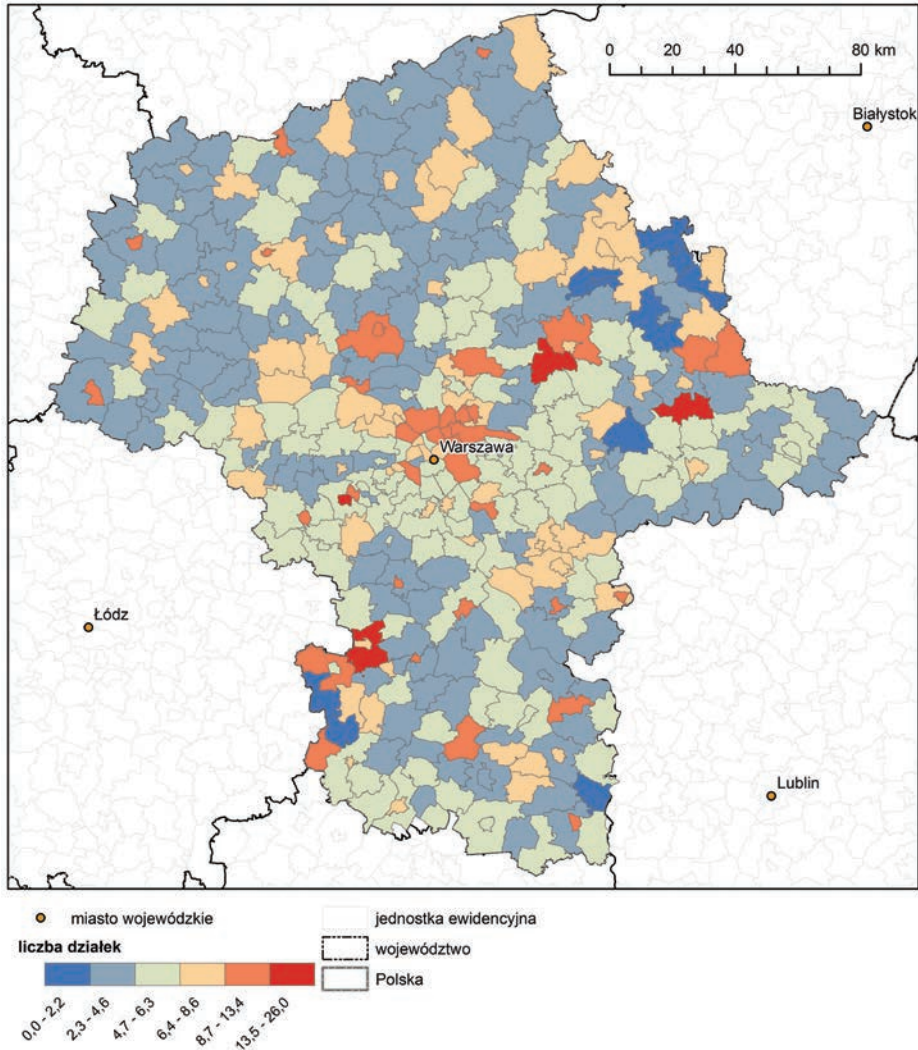 0 20 40 80 km
Białystok
Warszawa
Łódz
Lublin
miasto wojewódzkie
jednostka ewidencyjna
liczba działek
województwo
Polska
0,0 - 2,2
2,3 - 4,6
4,7 - 6,3
6,4 - 8,6
8,7 - 13,4
13,5 - 26,0